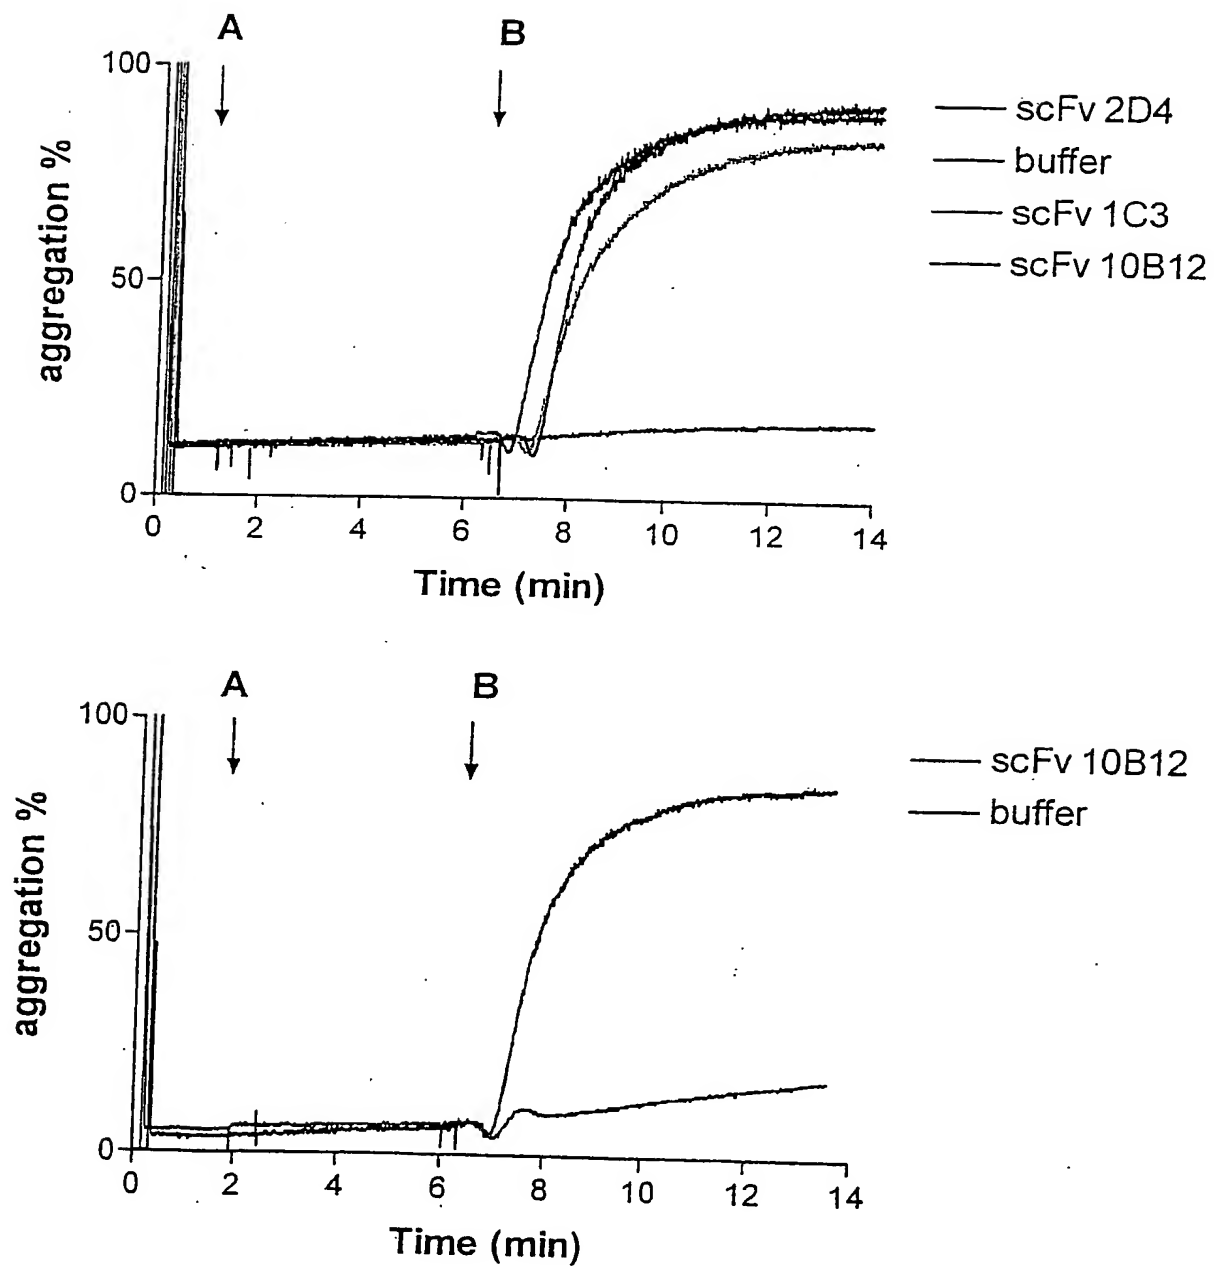 A
B
100
50
0
aggregation %
0 2 4 6 8 10 12 14
Time (min)
scFv 2D4
buffer
scFv 1C3
scFv 10B12
A
B
100
50
0
aggregation %
0 2 4 6 8 10 12 14
Time (min)
scFv 10B12
buffer